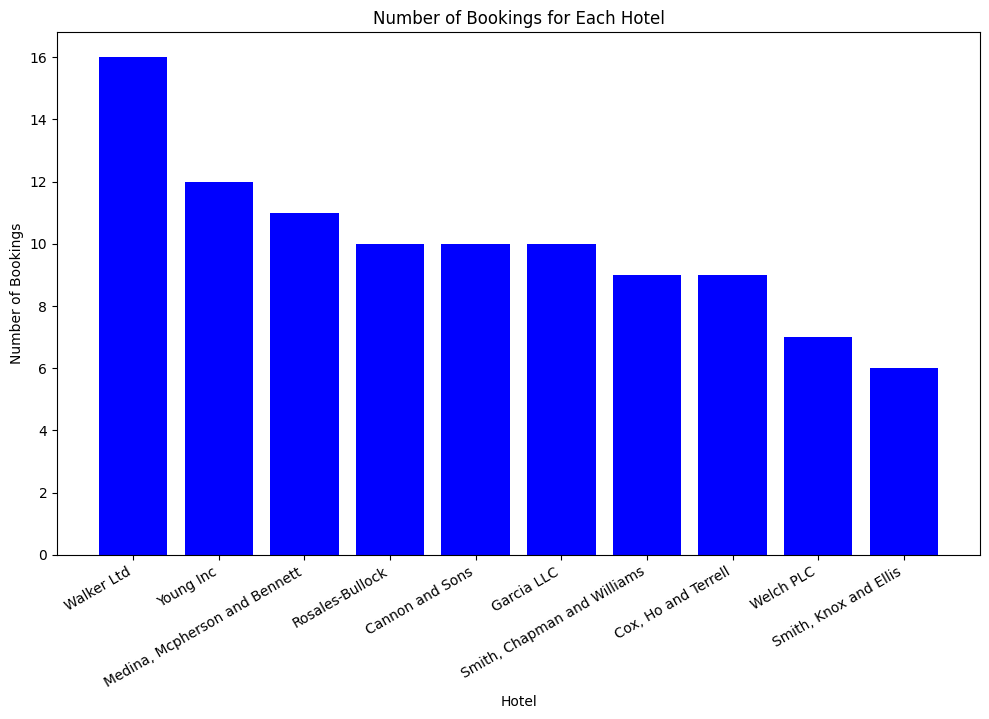 Number of Bookings for Each Hotel
Number of Bookings
16
14
12
10
8
6
4
2
0
Walker Ltd
Young Inc
Medina, Mcpherson and Bennett
Rosales-Bullock
Cannon and Sons
Garcia LLC
Smith, Chapman and Williams
Cox, Ho and Terrell
Welch PLC
Smith, Knox and Ellis
Hotel